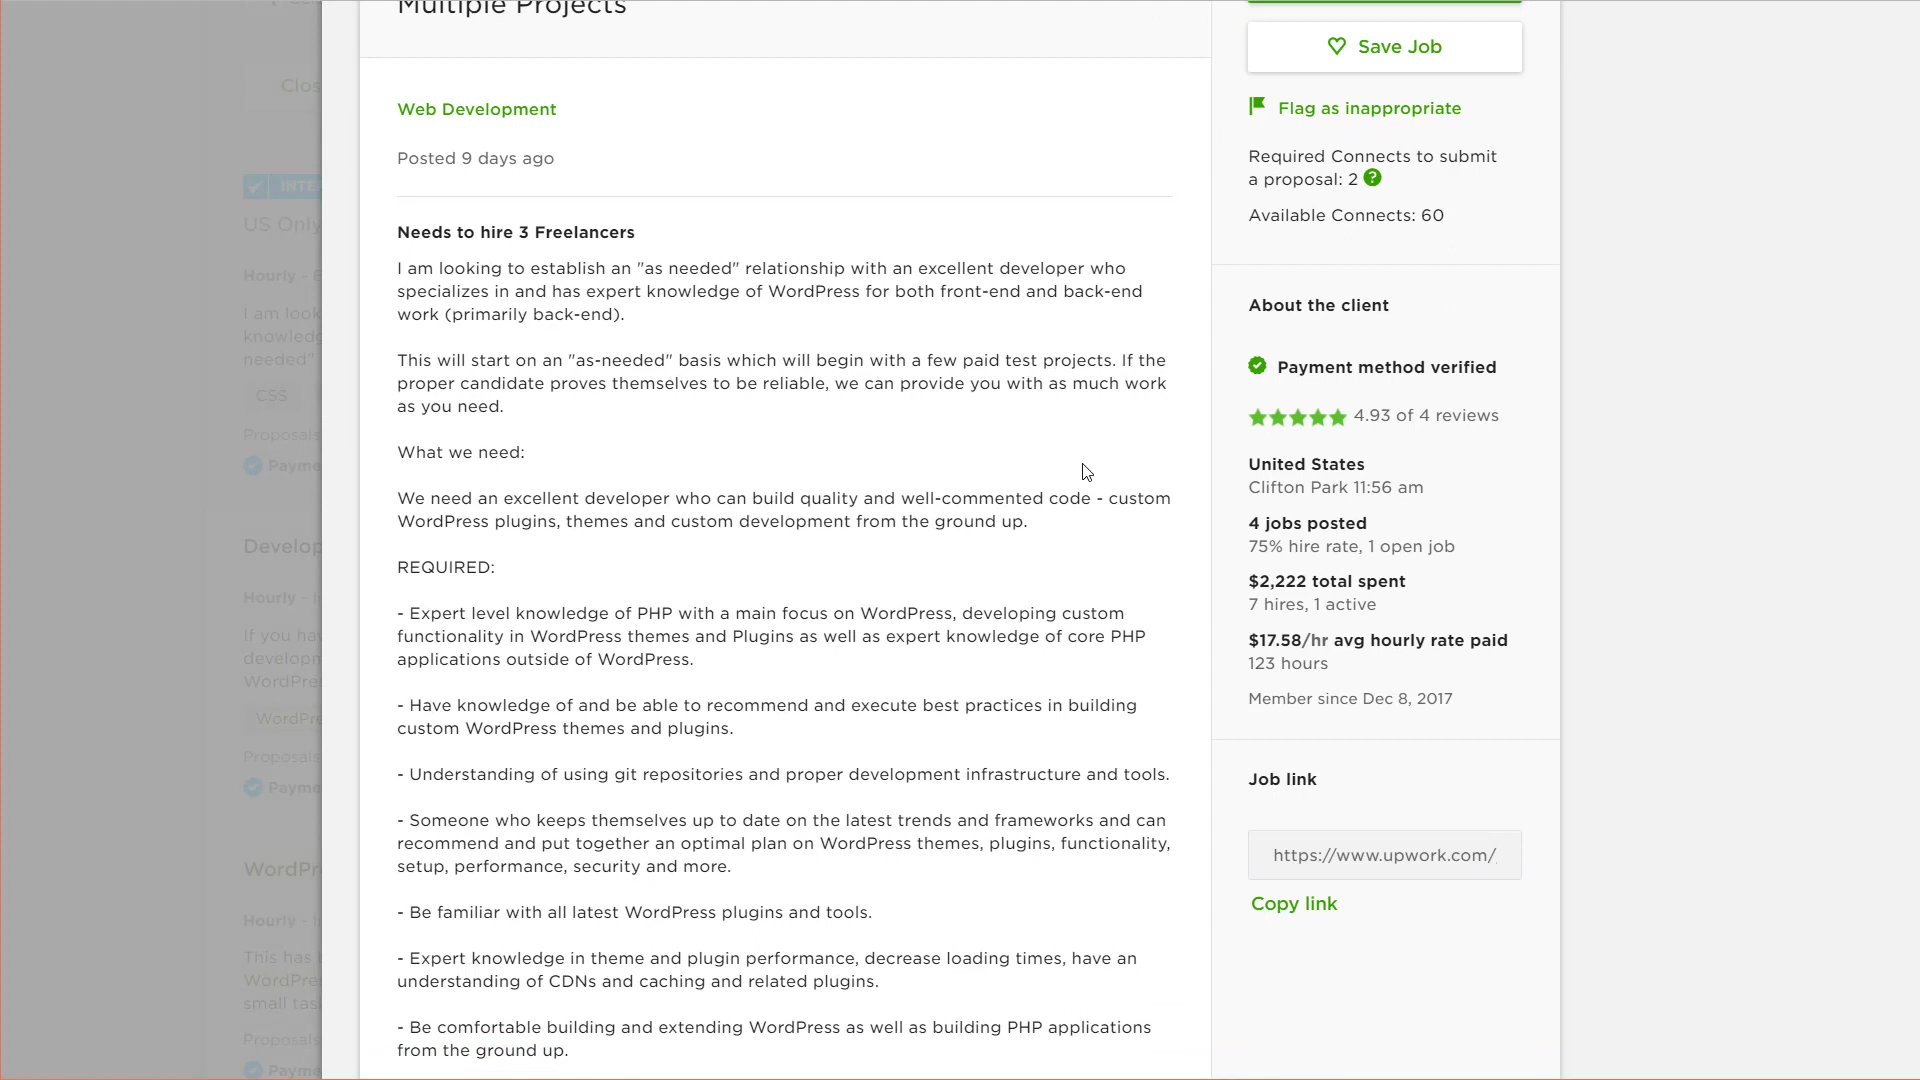 Multiple Projects
Web Development
Posted 9 days ago
Needs to hire 3 Freelancers
I am looking to establish an "as needed" relationship with an excellent developer who
specializes in and has expert knowledge of WordPress for both front-end and back-end
work (primarily back-end).
This will start on an "as-needed" basis which will begin with a few paid test projects. If the
proper candidate proves themselves to be reliable, we can provide you with as much work
as you need.
What we need:
We need an excellent developer who can build quality and well-commented code - custom
WordPress plugins, themes and custom development from the ground up.
REQUIRED:
- Expert level knowledge of PHP with a main focus on WordPress, developing custom
functionality in WordPress themes and Plugins as well as expert knowledge of core PHP
applications outside of WordPress.
- Have knowledge of and be able to recommend and execute best practices in building
custom WordPress themes and plugins.
- Understanding of using git repositories and proper development infrastructure and tools.
- Someone who keeps themselves up to date on the latest trends and frameworks and can
recommend and put together an optimal plan on WordPress themes, plugins, functionality,
setup, performance, security and more.
- Be familiar with all latest WordPress plugins and tools.
- Expert knowledge in theme and plugin performance, decrease loading times, have an
understanding of CDNs and caching and related plugins.
- Be comfortable building and extending WordPress as well as building PHP applications
from the ground up.
Save Job
Flag as inappropriate
Required Connects to submit
a proposal: 2
Available Connects: 60
About the client
Payment method verified
4.93 of 4 reviews
United States
Clifton Park 11:56 am
4 jobs posted
75% hire rate, 1 open job
$2,222 total spent
7 hires, 1 active
$17.58/hr avg hourly rate paid
123 hours
Member since Dec 8, 2017
Job link
https://www.upwork.com/
Copy link
US Only
Hourly -
I am look
needed"
CSS
Proposals
Hourly -
If you ha
Proposals
Hourly -
This has
small tas
Proposals